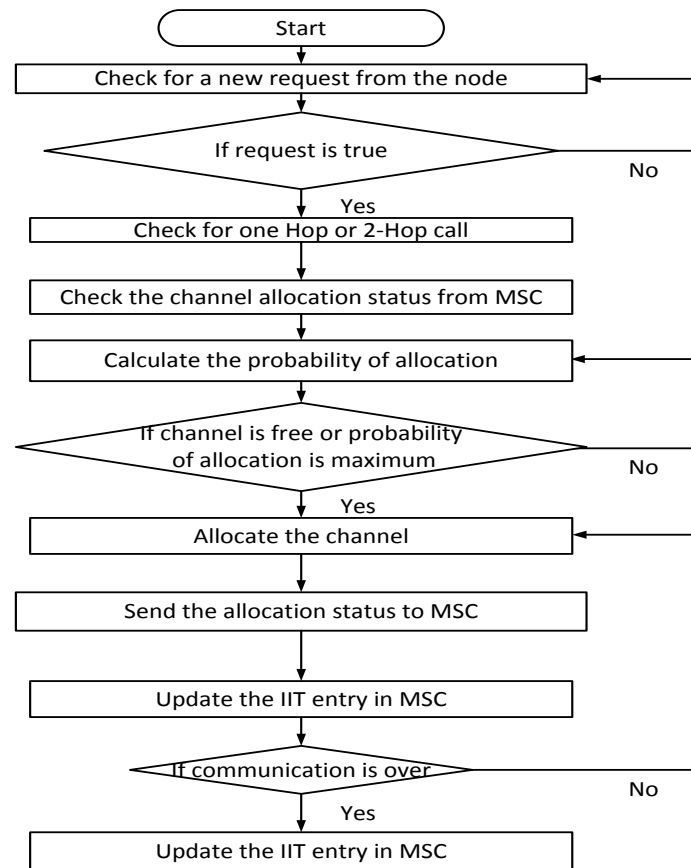 Start
Check for a new request from the node
If request is true
No
Yes
Check for one Hop or 2-Hop call
Check the channel allocation status from MSC
Calculate the probability of allocation
If channel is free or probability
of allocation is maximum
No
Yes
Allocate the channel
Send the allocation status to MSC
Update the IIT entry in MSC
If communication is over
No
Yes
Update the IIT entry in MSC